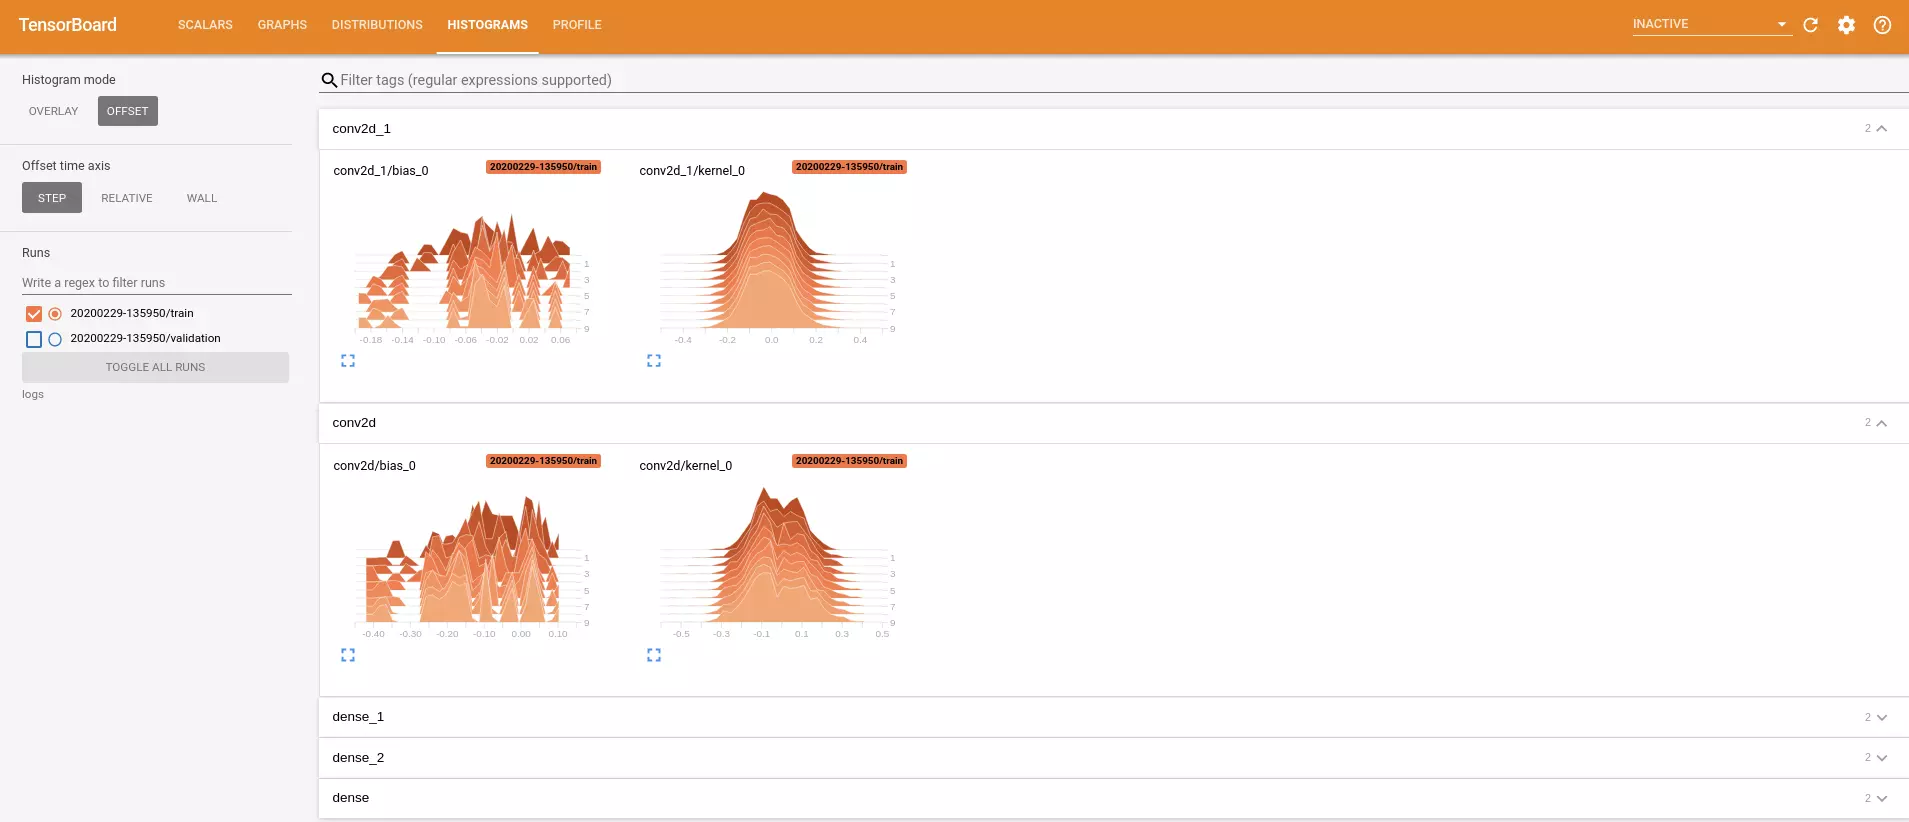 TensorBoard SCALARS GRAPHS DISTRIBUTIONS HISTOGRAMS PROFILE INACTIVE
Histogram mode
OVERLAY OFFSET
Offset time axis
STEP RELATIVE WALL
Runs
Write a regex to filter runs
20200229-135950/train
20200229-135950/validation
TOGGLE ALL RUNS
logs
Filter tags (regular expressions supported)
conv2d_1 2
conv2d_1/bias_0 20200229-135950/train
1
3
5
7
9
-0.18 -0.14 -0.10 -0.06 -0.02 0.02 0.06
conv2d_1/kernel_0 20200229-135950/train
1
3
5
7
9
-0.4 -0.2 0.0 0.2 0.4
conv2d 2
conv2d/bias_0 20200229-135950/train
1
3
5
7
9
-0.40 -0.30 -0.20 -0.10 0.00 0.10
conv2d/kernel_0 20200229-135950/train
1
3
5
7
9
-0.5 -0.3 -0.1 0.1 0.3 0.5
dense_1 2
dense_2 2
dense 2